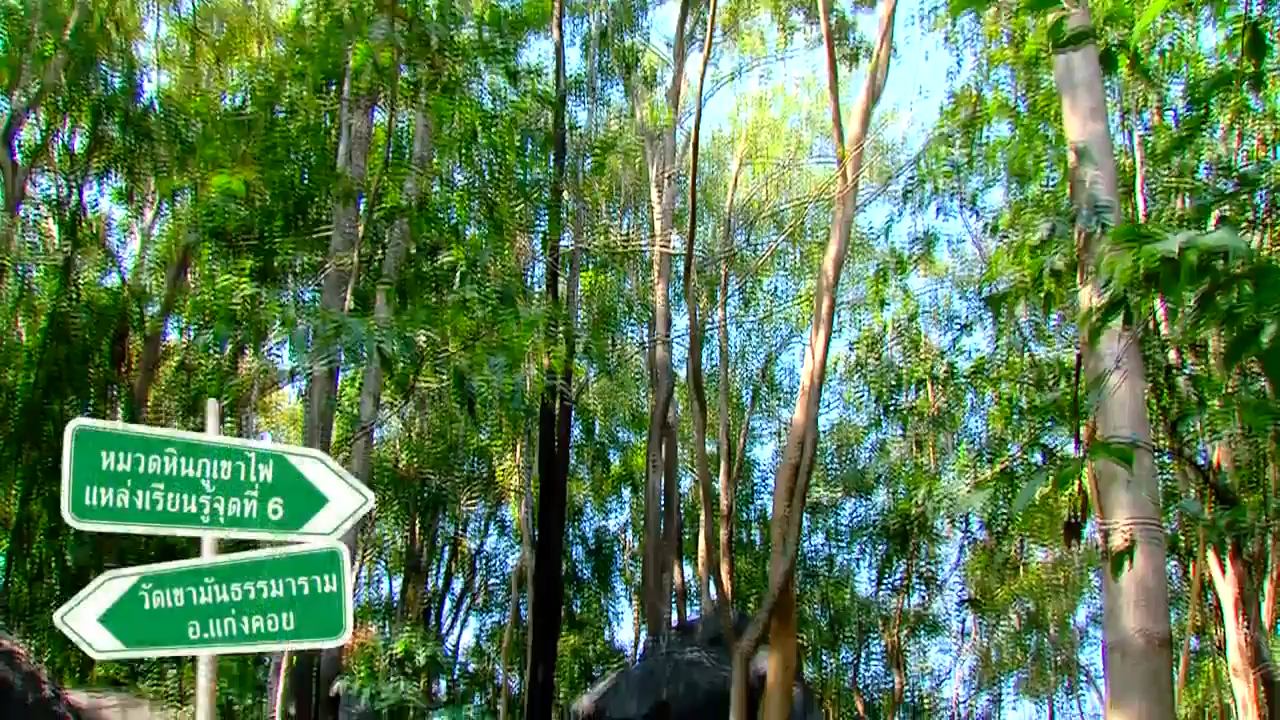 หมวดหินภูเขาไฟ
แหล่งเรียนรู้จุดที่ 6
วัดเขามันธรรมาราม
อ.แก่งคอย